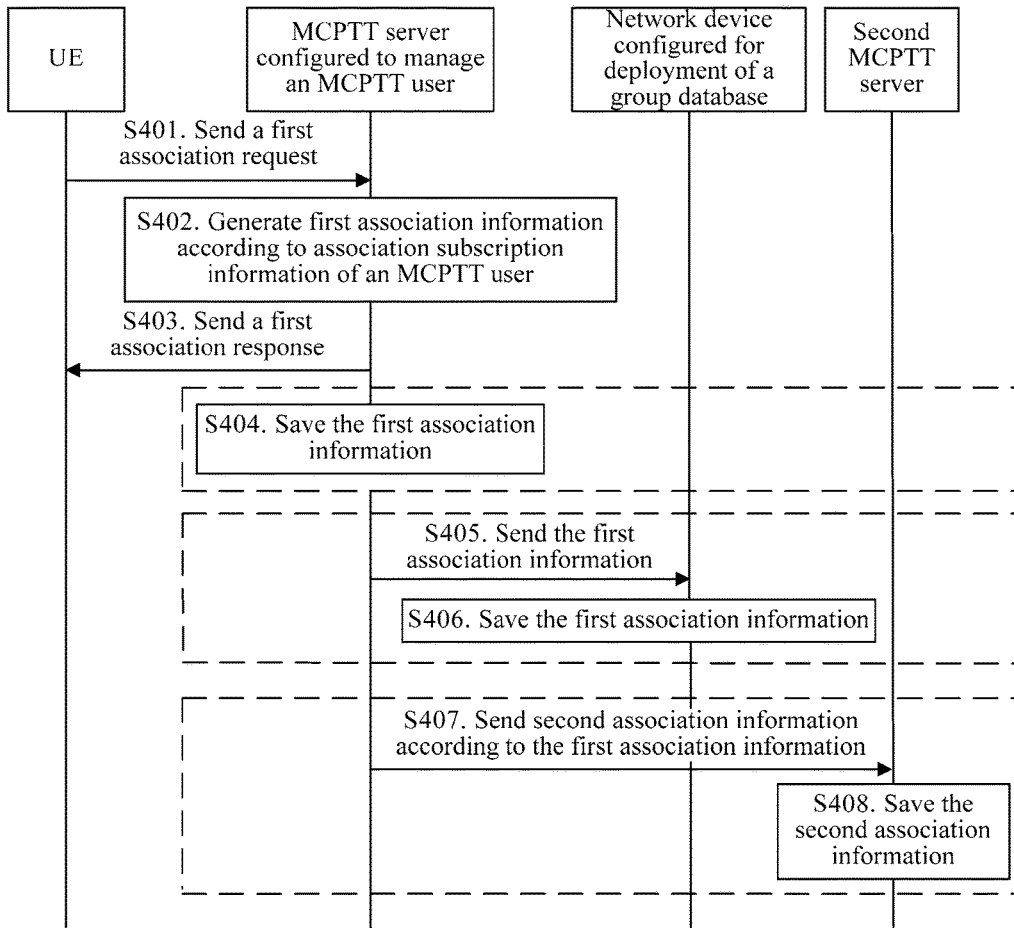 UE
MCPTT server
configured to manage
an MCPTT user
Network device
configured for
deployment of a
group database
Second
MCPTT
server
S401. Send a first
association request
S402. Generate first association information
according to association subscription
information of an MCPTT user
S403. Send a first
association response
S404. Save the first association
information
S405. Send the first
association information
S406. Save the first association information
S407. Send second association information
according to the first association information
S408. Save the
second association
information